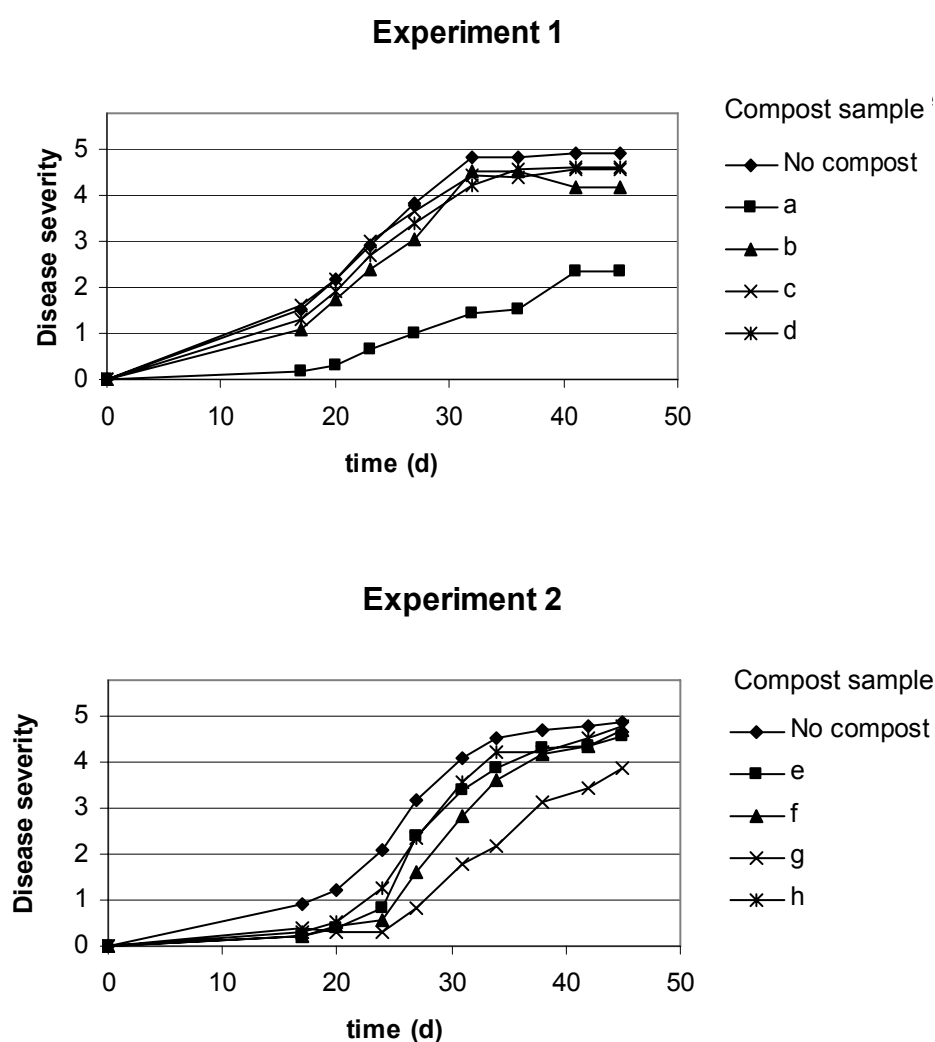 Experiment 1
Compost sample
No compost
a
b
c
d
Disease severity
5
4
3
2
1
0
0 10 20 30 40 50
time (d)
Experiment 2
Compost sample
No compost
e
f
g
h
Disease severity
5
4
3
2
1
0
0 10 20 30 40 50
time (d)